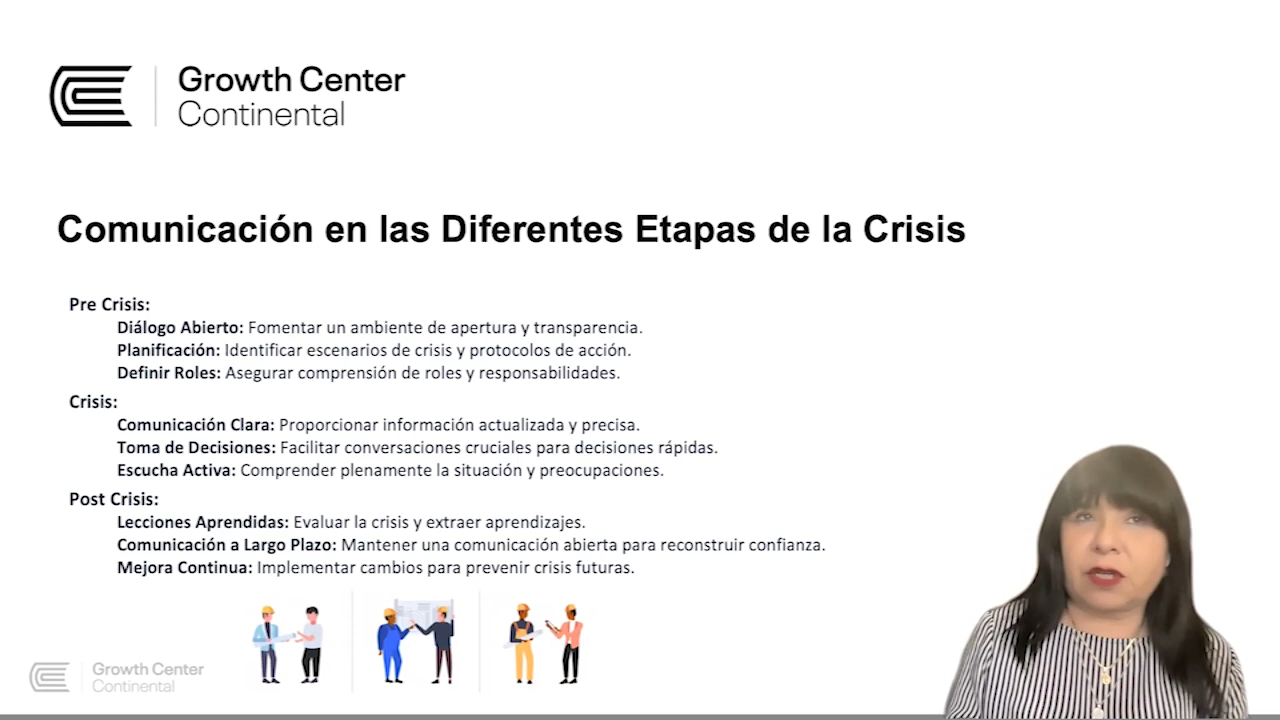 Growth Center
Continental
Comunicación en las Diferentes Etapas de la Crisis
Pre Crisis:
Diálogo Abierto: Fomentar un ambiente de apertura y transparencia.
Planificación: Identificar escenarios de crisis y protocolos de acción.
Definir Roles: Asegurar comprensión de roles y responsabilidades.
Crisis:
Comunicación Clara: Proporcionar información actualizada y precisa.
Toma de Decisiones: Facilitar conversaciones cruciales para decisiones rápidas.
Escucha Activa: Comprender plenamente la situación y preocupaciones.
Post Crisis:
Lecciones Aprendidas: Evaluar la crisis y extraer aprendizajes.
Comunicación a Largo Plazo: Mantener una comunicación abierta para reconstruir confianza.
Mejora Continua: Implementar cambios para prevenir crisis futuras.
Growth Center
Continental